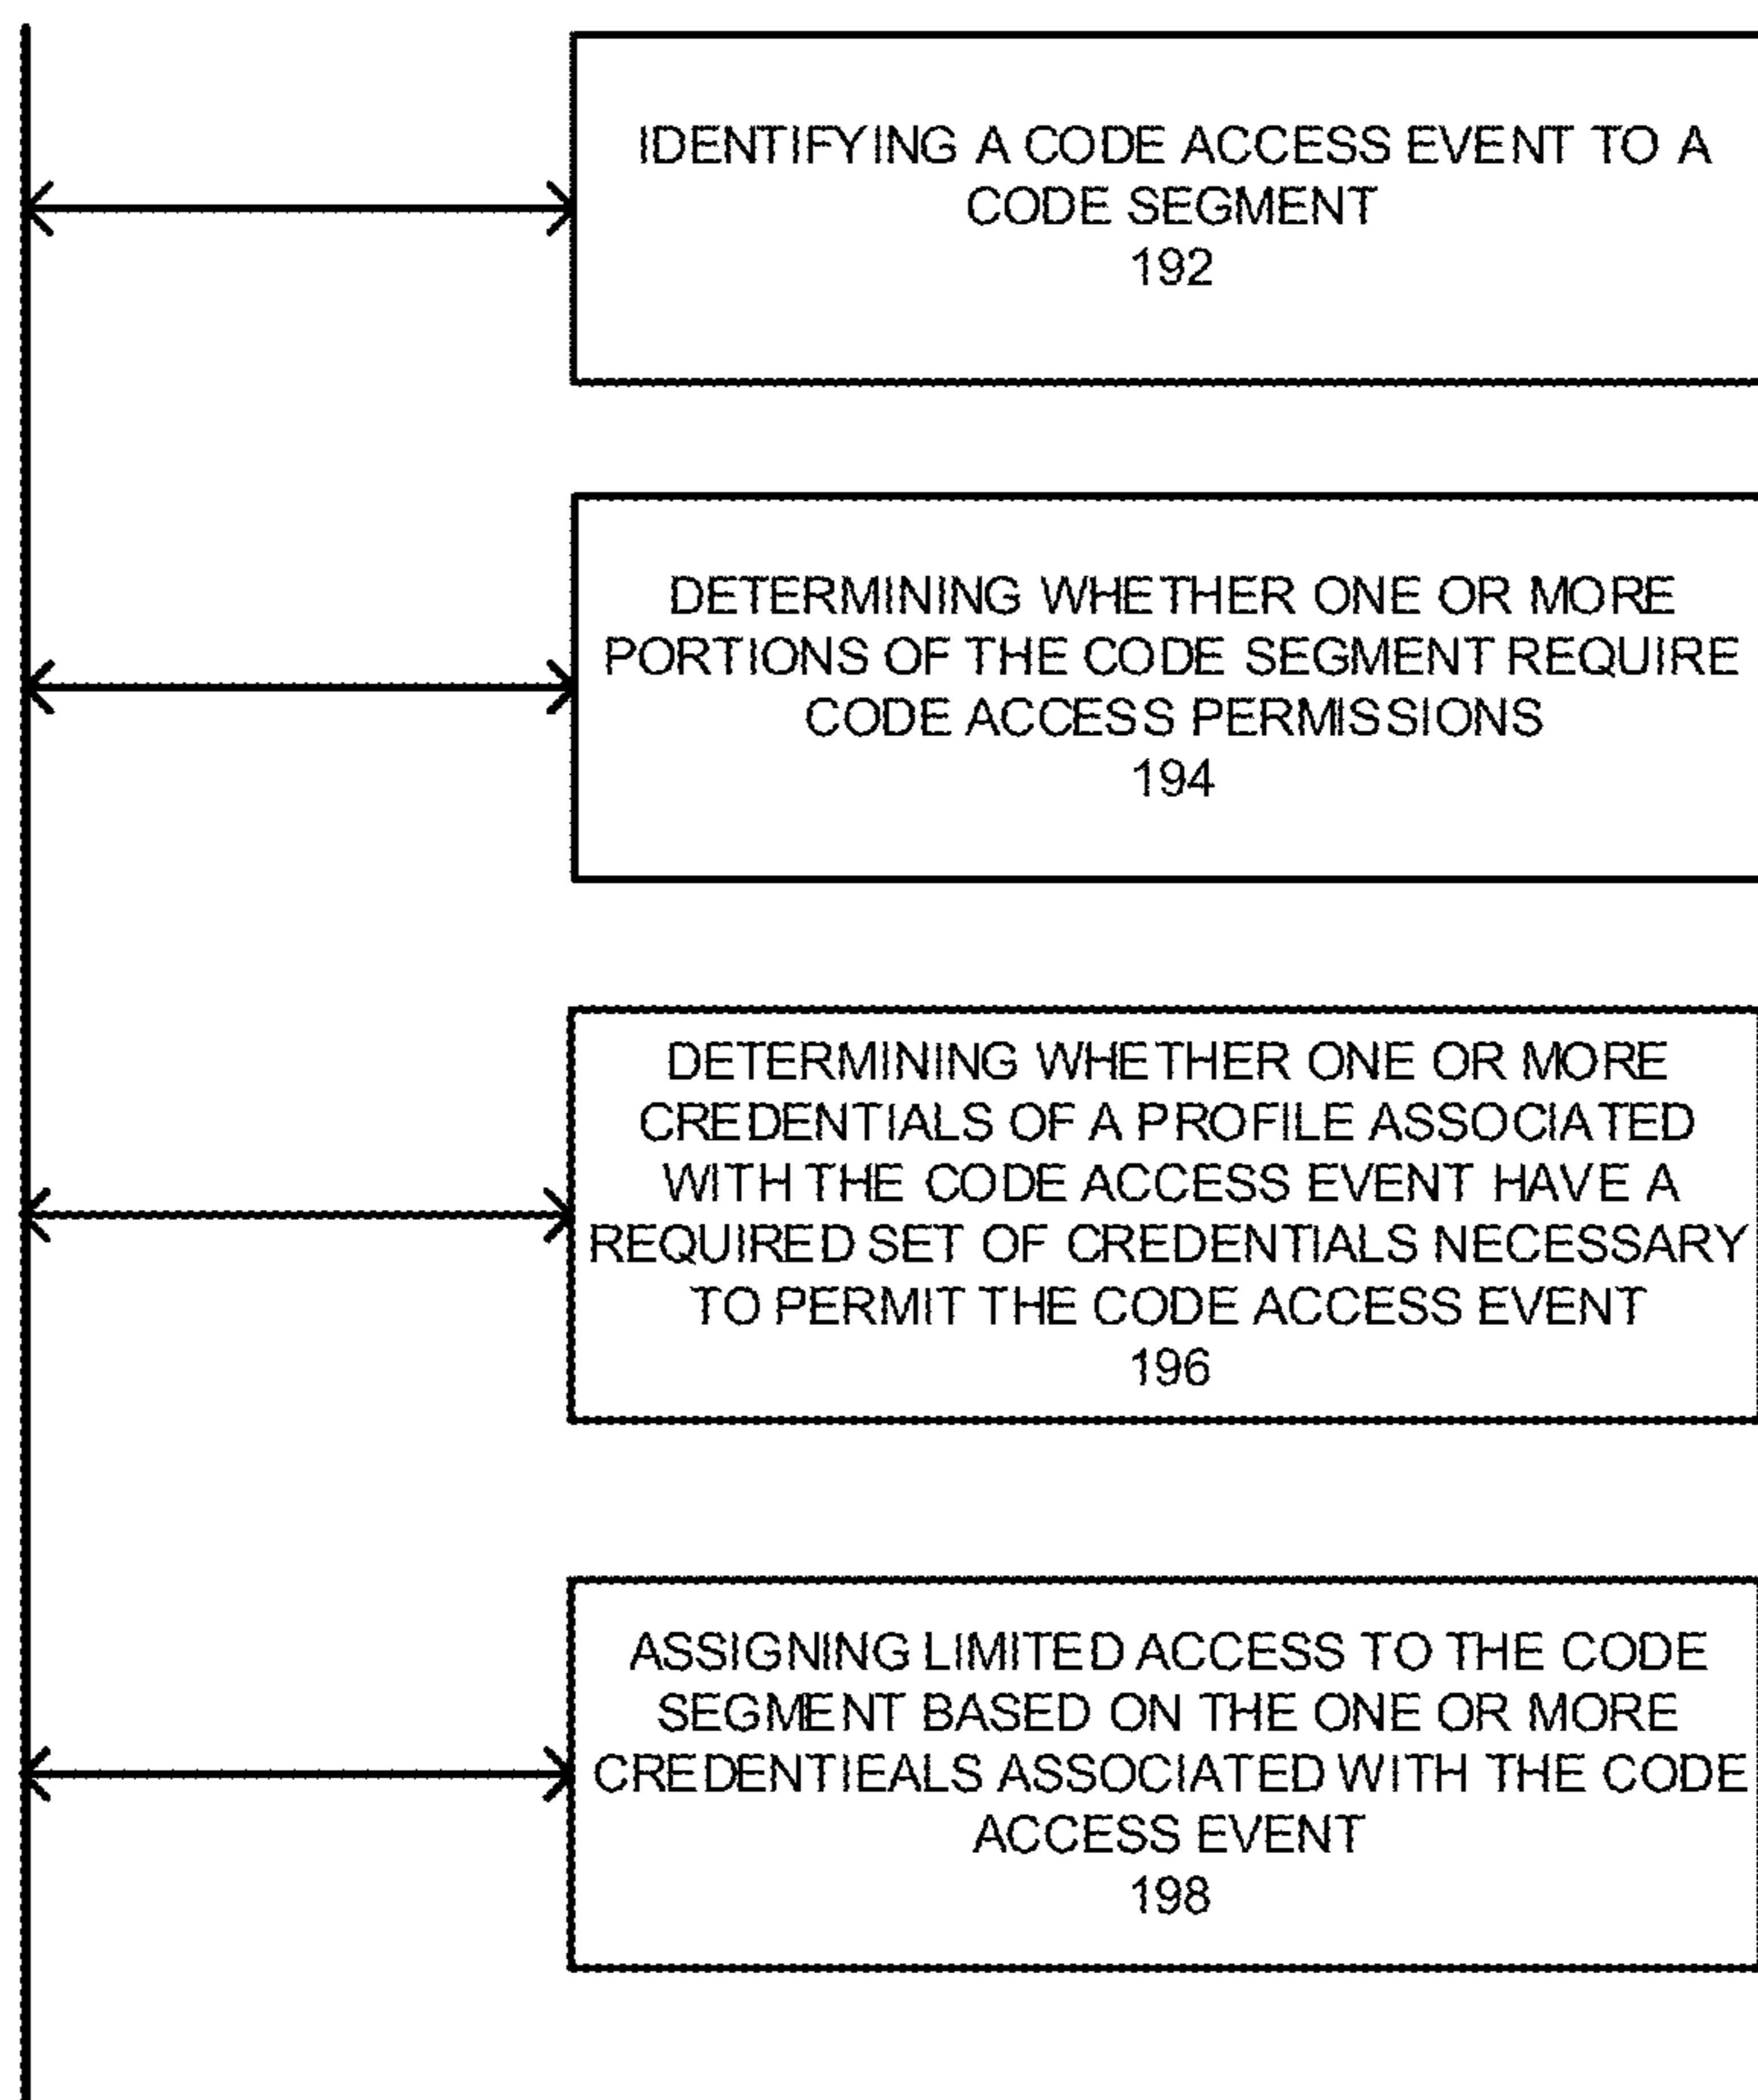 IDENTIFYING A CODE ACCESS EVENT TO A
CODE SEGMENT
192
DETERMINING WHETHER ONE OR MORE
PORTIONS OF THE CODE SEGMENT REQUIRE
CODE ACCESS PERMISSIONS
194
DETERMINING WHETHER ONE OR MORE
CREDENTIALS OF A PROFILE ASSOCIATED
WITH THE CODE ACCESS EVENT HAVE A
REQUIRED SET OF CREDENTIALS NECESSARY
TO PERMIT THE CODE ACCESS EVENT
196
ASSIGNING LIMITED ACCESS TO THE CODE
SEGMENT BASED ON THE ONE OR MORE
CREDENTIEALS ASSOCIATED WITH THE CODE
ACCESS EVENT
198